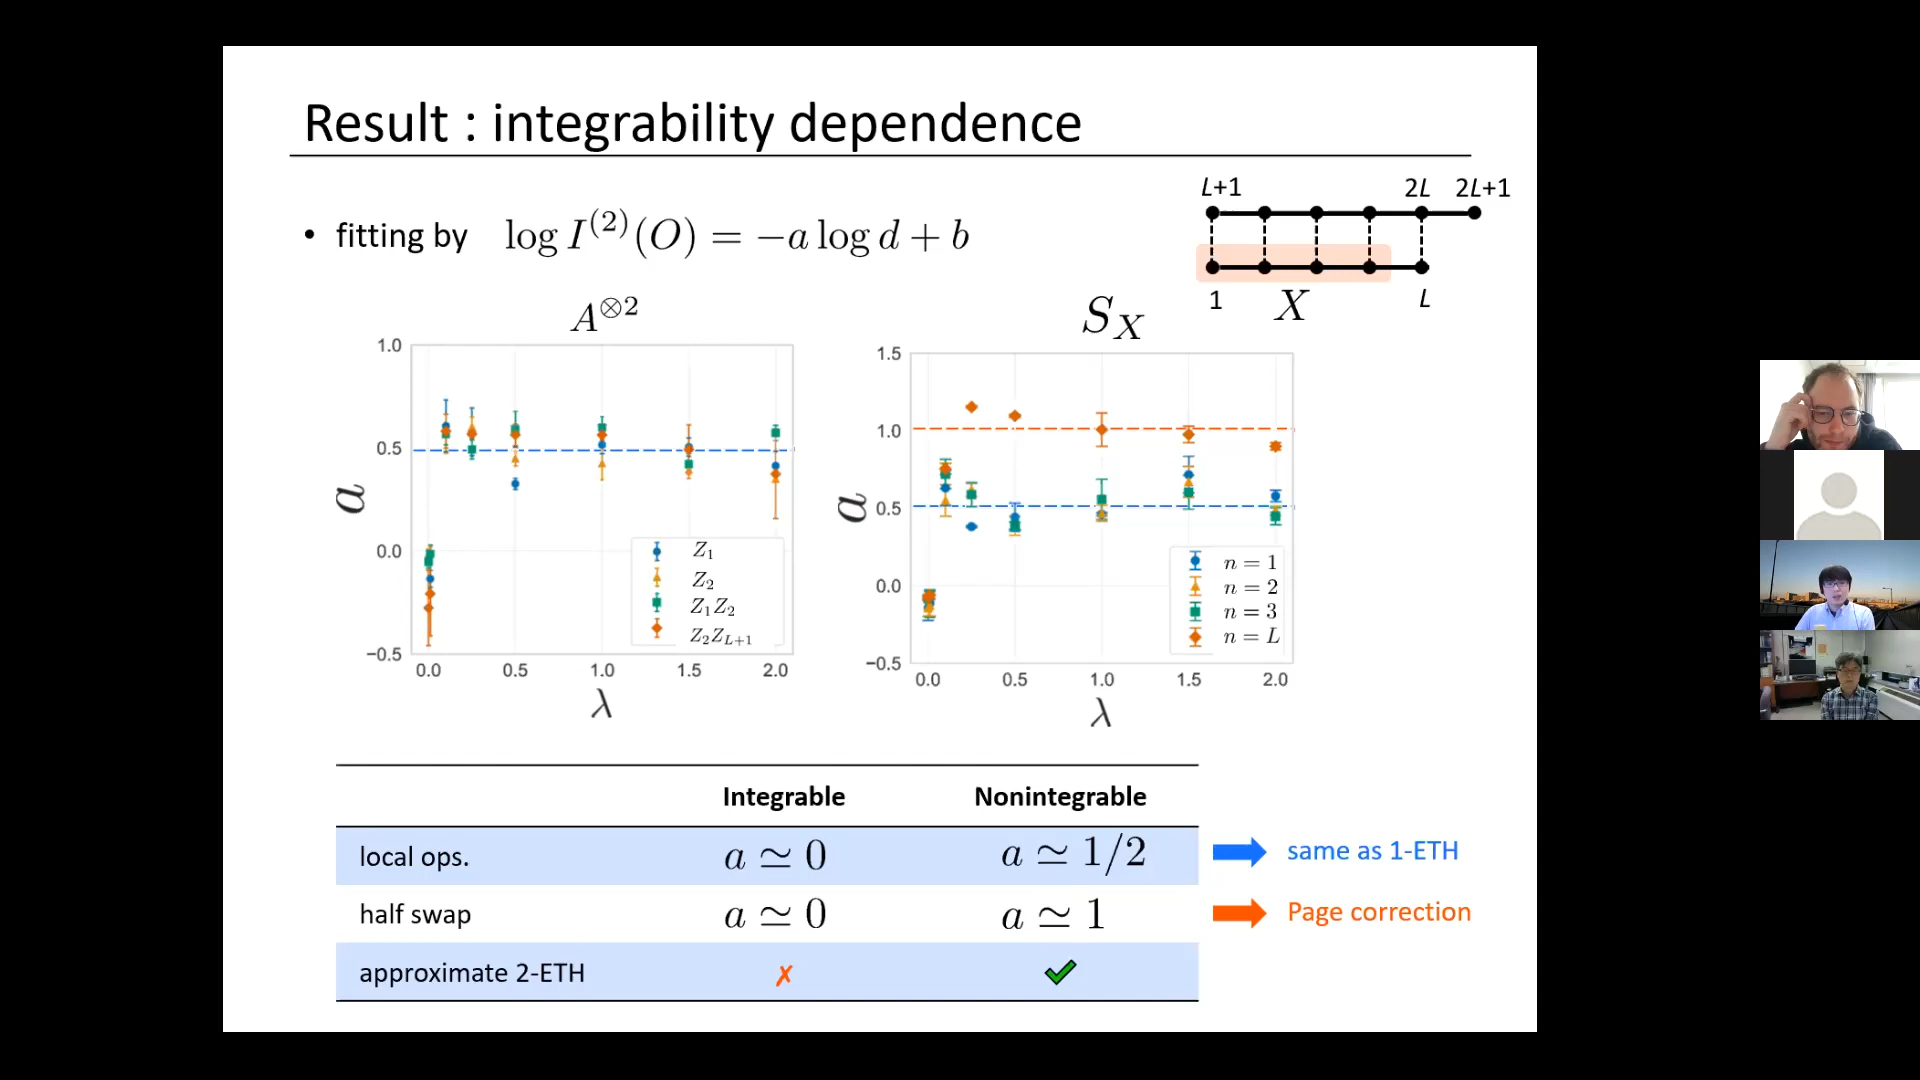 Result : integrability dependence
• fitting by log I^(2)(O) = −a log d + b
L+1 2L 2L+1
1 X L
A^⊗2
1.0
0.5
0.0
−0.5
a
0.0 0.5 1.0 1.5 2.0
λ
Z_1
Z_2
Z_1Z_2
Z_2Z_{L+1}
S_X
1.5
1.0
0.5
0.0
−0.5
a
0.0 0.5 1.0 1.5 2.0
λ
n = 1
n = 2
n = 3
n = L
Integrable Nonintegrable
local ops. a ≃ 0 a ≃ 1/2 same as 1-ETH
half swap a ≃ 0 a ≃ 1 Page correction
approximate 2-ETH ✗ ✔